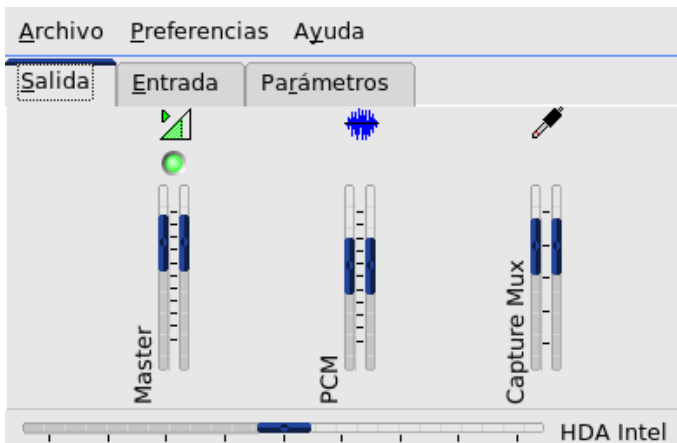 Archivo Preferencias Ayuda
Salida Entrada Parámetros
Master
PCM
Capture Mux
HDA Intel